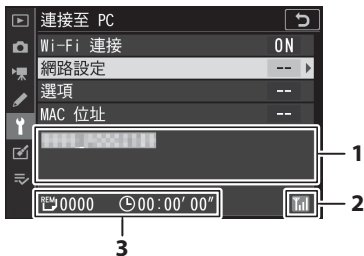 連接至 PC
Wi-Fi 連接 ON
網路設定 --
選項 --
MAC 位址 --
1
REM 0000 00:00′ 00″
2
3